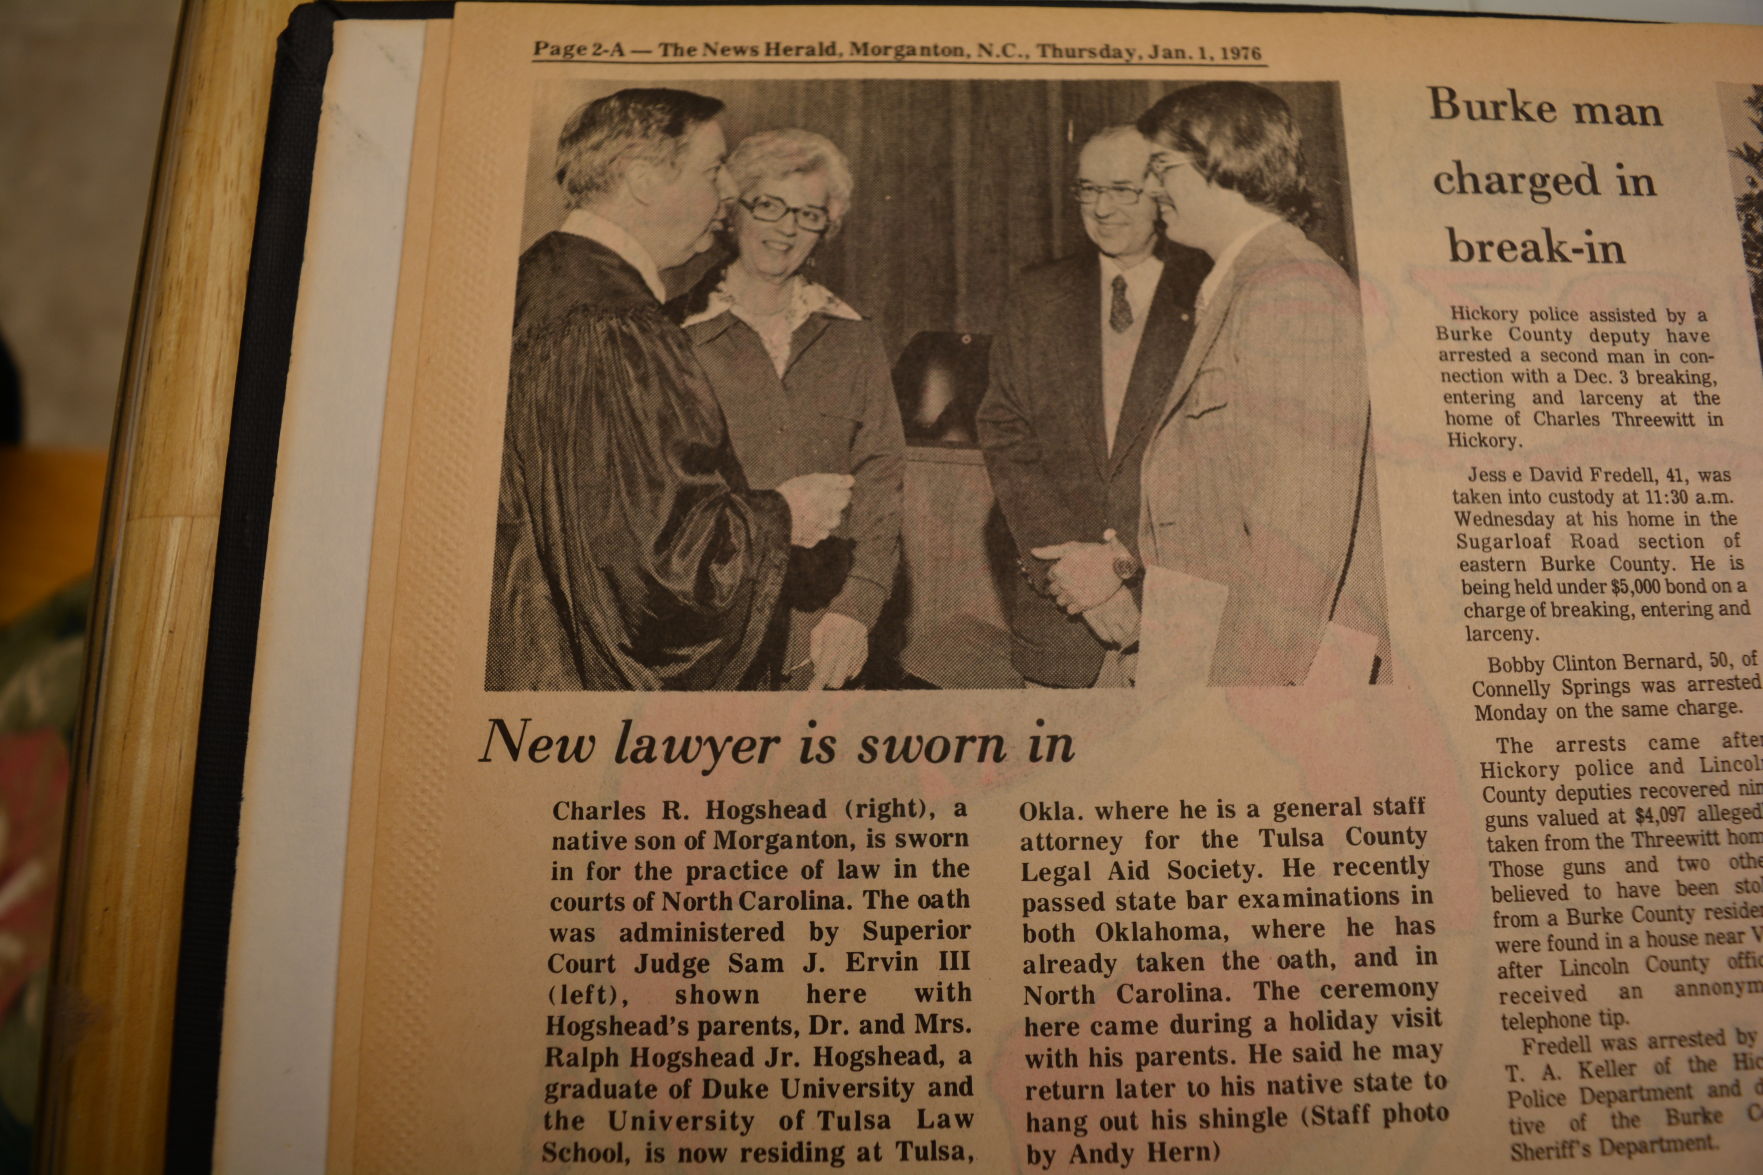 Page 2-A — The News Herald, Morganton, N.C., Thursday, Jan. 1, 1976
New lawyer is sworn in
Charles R. Hogshead (right), a
native son of Morganton, is sworn
in for the practice of law in the
courts of North Carolina. The oath
was administered by Superior
Court Judge Sam J. Ervin III
(left), shown here with
Hogshead's parents, Dr. and Mrs.
Ralph Hogshead Jr. Hogshead, a
graduate of Duke University and
the University of Tulsa Law
School, is now residing at Tulsa,
Okla. where he is a general staff
attorney for the Tulsa County
Legal Aid Society. He recently
passed state bar examinations in
both Oklahoma, where he has
already taken the oath, and in
North Carolina. The ceremony
here came during a holiday visit
with his parents. He said he may
return later to his native state to
hang out his shingle (Staff photo
by Andy Hern)
Burke man
charged in
break-in
Hickory police assisted by a
Burke County deputy have
arrested a second man in con-
nection with a Dec. 3 breaking,
entering and larceny at the
home of Charles Threewitt in
Hickory.
Jess e David Fredell, 41, was
taken into custody at 11:30 a.m.
Wednesday at his home in the
Sugarloaf Road section of
eastern Burke County. He is
being held under $5,000 bond on a
charge of breaking, entering and
larceny.
Bobby Clinton Bernard, 50, of
Connelly Springs was arrested
Monday on the same charge.
The arrests came after
Hickory police and Lincol
County deputies recovered nin
guns valued at $4,097 alleged
taken from the Threewitt hom
Those guns and two othe
believed to have been stol
from a Burke County residen
were found in a house near V
after Lincoln County offic
received an annonym
telephone tip.
Fredell was arrested by
T. A. Keller of the Hic
Police Department and d
tive of the Burke Co
Sheriff's Department.